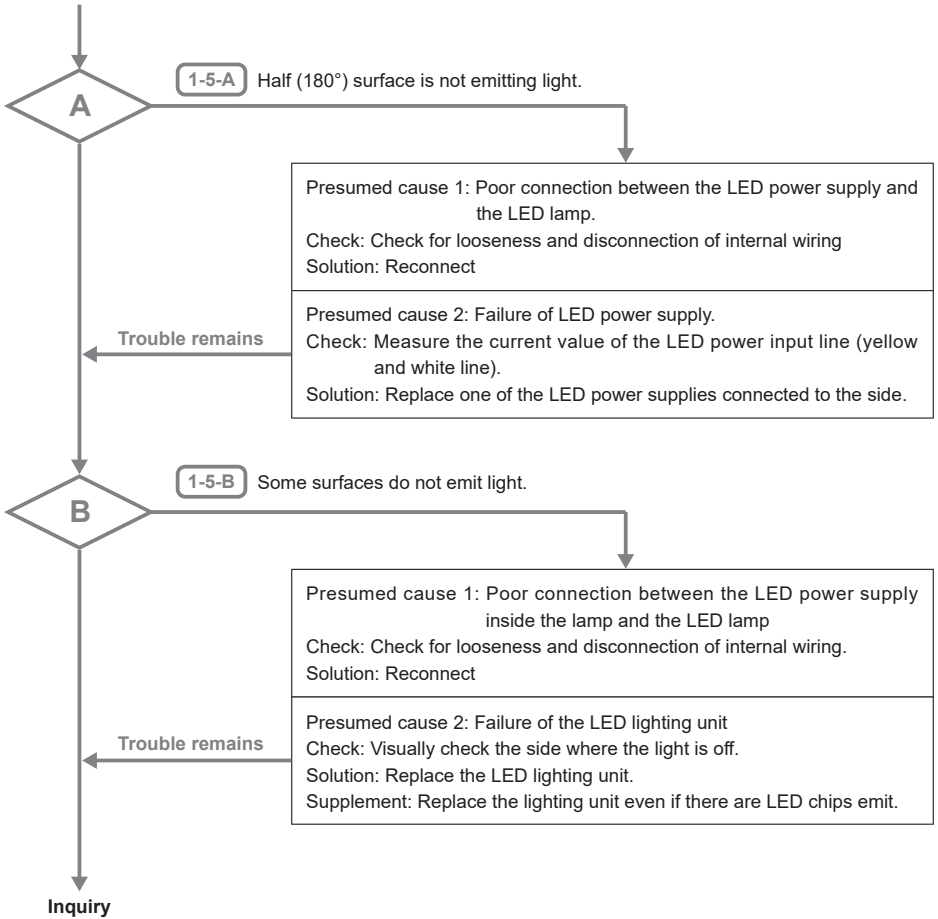 1-5-A Half (180°) surface is not emitting light.
A
Presumed cause 1: Poor connection between the LED power supply and
the LED lamp.
Check: Check for looseness and disconnection of internal wiring
Solution: Reconnect
Presumed cause 2: Failure of LED power supply.
Trouble remains
Check: Measure the current value of the LED power input line (yellow
and white line).
Solution: Replace one of the LED power supplies connected to the side.
1-5-B Some surfaces do not emit light.
B
Presumed cause 1: Poor connection between the LED power supply
inside the lamp and the LED lamp
Check: Check for looseness and disconnection of internal wiring.
Solution: Reconnect
Presumed cause 2: Failure of the LED lighting unit
Trouble remains
Check: Visually check the side where the light is off.
Solution: Replace the LED lighting unit.
Supplement: Replace the lighting unit even if there are LED chips emit.
Inquiry